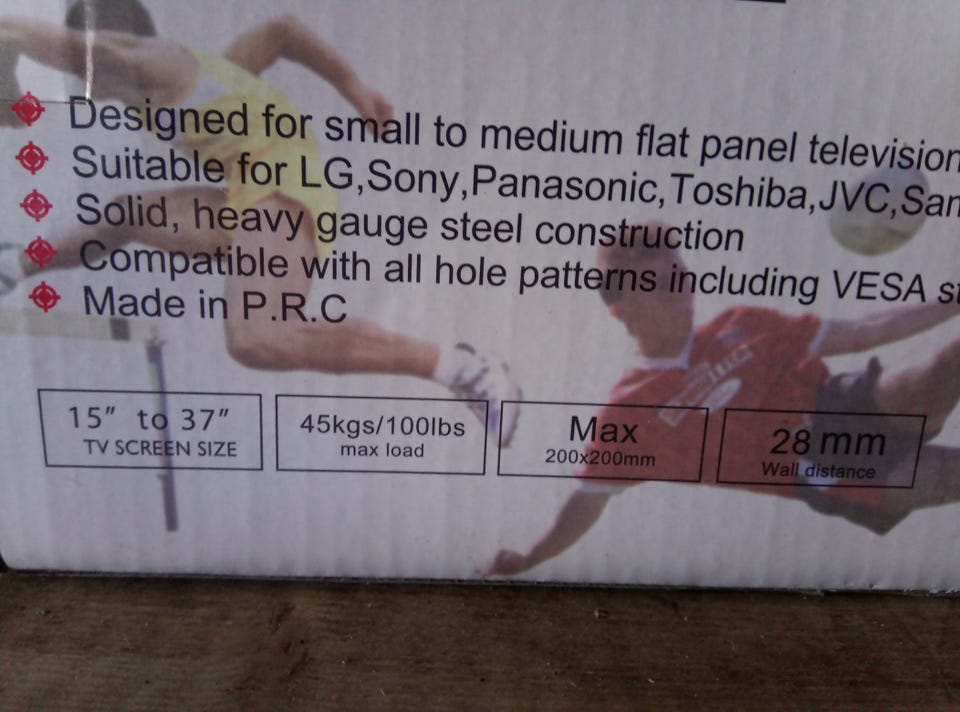 Designed for small to medium flat panel television
Suitable for LG,Sony,Panasonic,Toshiba,JVC,Sam
Solid, heavy gauge steel construction
Compatible with all hole patterns including VESA st
Made in P.R.C
15” to 37”
TV SCREEN SIZE
45kgs/100lbs
max load
Max
200x200mm
28 mm
Wall distance